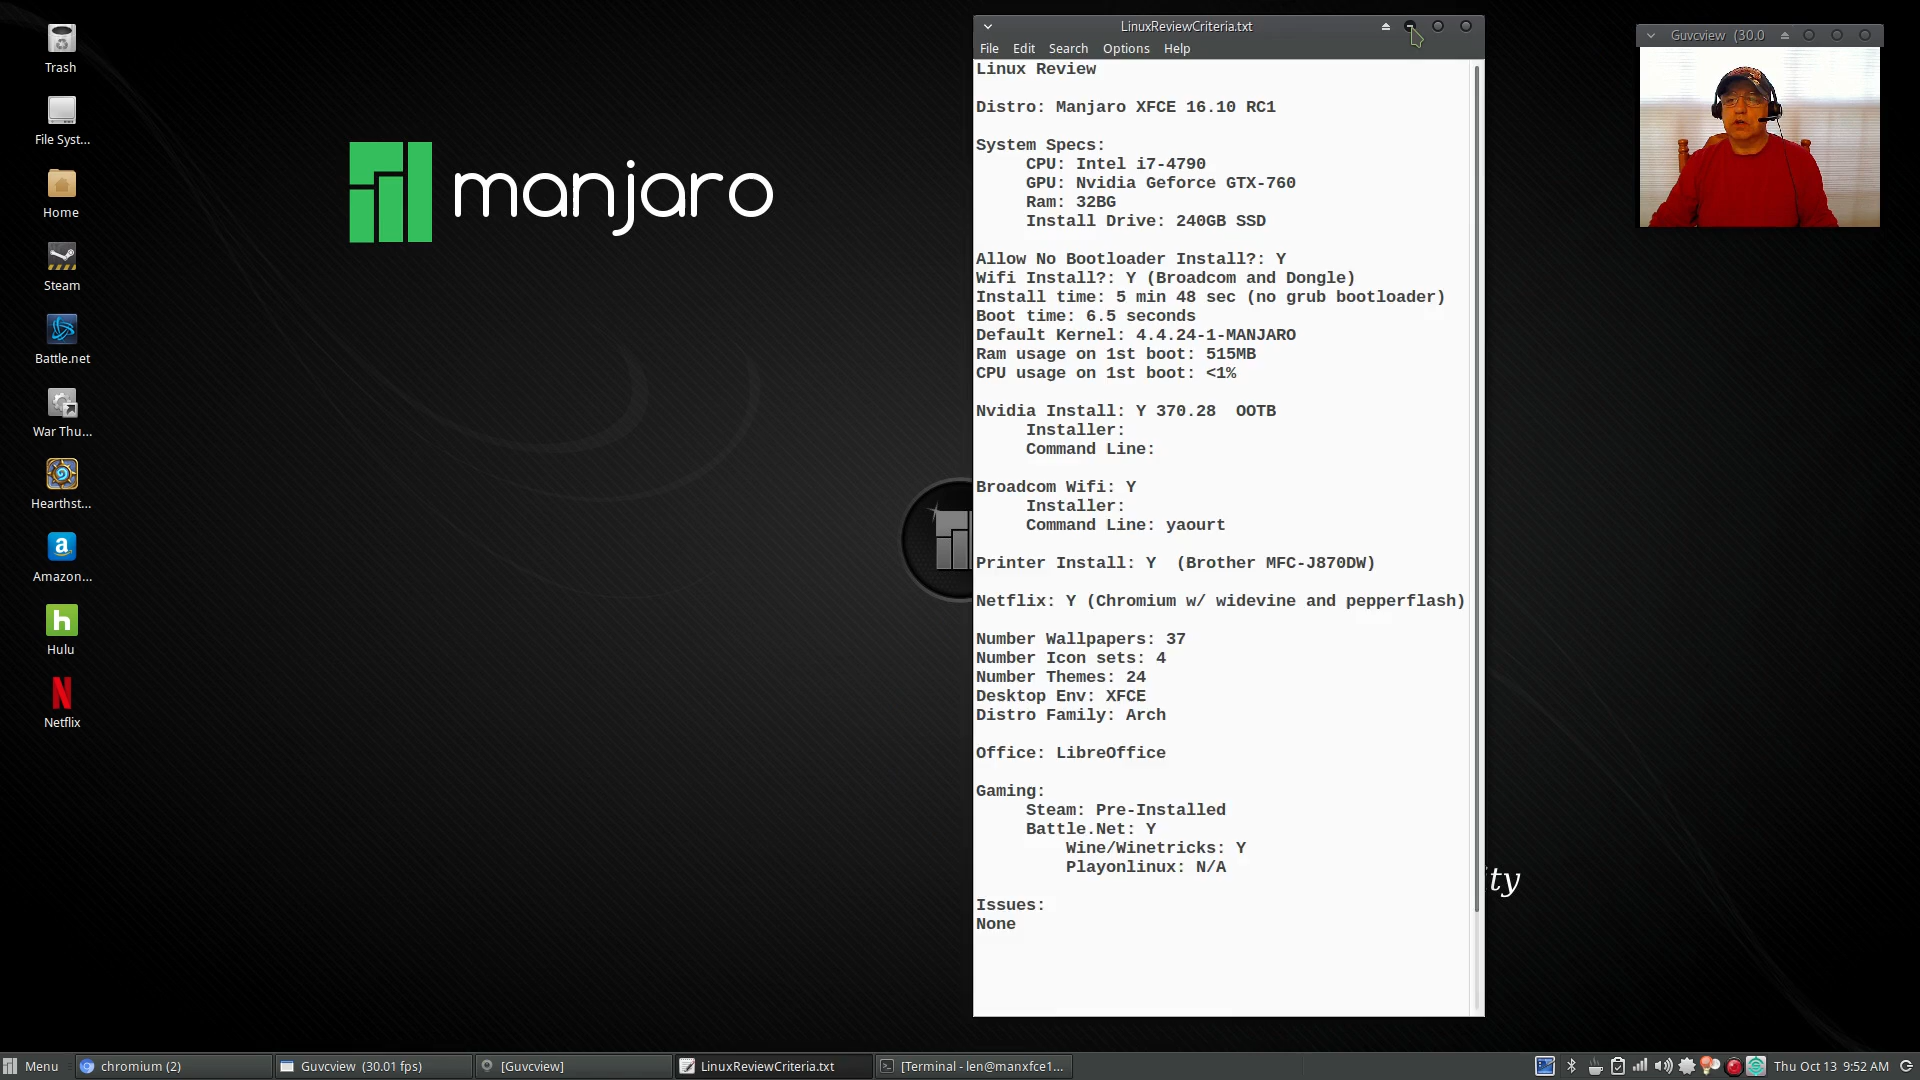 Trash
File Syst...
Home
Steam
Battle.net
War Thu...
Hearthst...
Amazon...
Hulu
Netflix
manjaro
LinuxReviewCriteria.txt
File Edit Search Options Help
Linux Review
Distro: Manjaro XFCE 16.10 RC1
System Specs:
CPU: Intel i7-4790
GPU: Nvidia Geforce GTX-760
Ram: 32BG
Install Drive: 240GB SSD
Allow No Bootloader Install?: Y
Wifi Install?: Y (Broadcom and Dongle)
Install time: 5 min 48 sec (no grub bootloader)
Boot time: 6.5 seconds
Default Kernel: 4.4.24-1-MANJARO
Ram usage on 1st boot: 515MB
CPU usage on 1st boot: <1%
Nvidia Install: Y 370.28  OOTB
Installer:
Command Line:
Broadcom Wifi: Y
Installer:
Command Line: yaourt
Printer Install: Y  (Brother MFC-J870DW)
Netflix: Y (Chromium w/ widevine and pepperflash)
Number Wallpapers: 37
Number Icon sets: 4
Number Themes: 24
Desktop Env: XFCE
Distro Family: Arch
Office: LibreOffice
Gaming:
Steam: Pre-Installed
Battle.Net: Y
Wine/Winetricks: Y
Playonlinux: N/A
Issues:
None
ity
Guvcview (30.0
Menu chromium (2) Guvcview (30.01 fps) [Guvcview] LinuxReviewCriteria.txt [Terminal - len@manxfce1... Thu Oct 13 9:52 AM